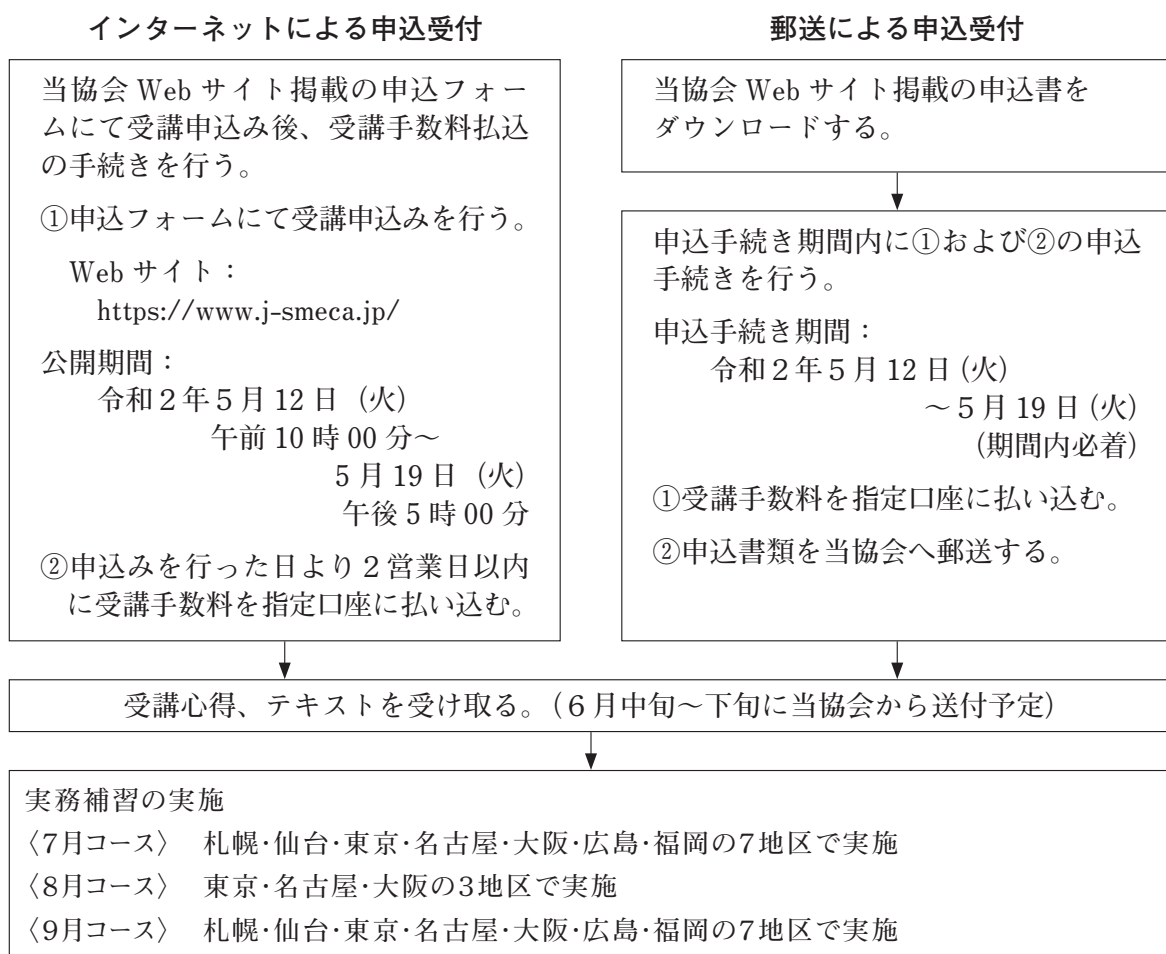 インターネットによる申込受付
当協会 Web サイト掲載の申込フォー
ムにて受講申込み後、受講手数料払込
の手続きを行う。
①申込フォームにて受講申込みを行う。
Web サイト：
https://www.j-smeca.jp/
公開期間：
令和２年５月 12 日 (火)
午前 10 時 00 分～
５月 19 日 (火)
午後５時 00 分
②申込みを行った日より２営業日以内
に受講手数料を指定口座に払い込む。
郵送による申込受付
当協会 Web サイト掲載の申込書を
ダウンロードする。
申込手続き期間内に①および②の申込
手続きを行う。
申込手続き期間：
令和２年５月 12 日 (火)
～５月 19 日 (火)
(期間内必着)
①受講手数料を指定口座に払い込む。
②申込書類を当協会へ郵送する。
受講心得、テキストを受け取る。(６月中旬～下旬に当協会から送付予定)
実務補習の実施
〈7月コース〉 札幌・仙台・東京・名古屋・大阪・広島・福岡の7地区で実施
〈8月コース〉 東京・名古屋・大阪の3地区で実施
〈9月コース〉 札幌・仙台・東京・名古屋・大阪・広島・福岡の7地区で実施